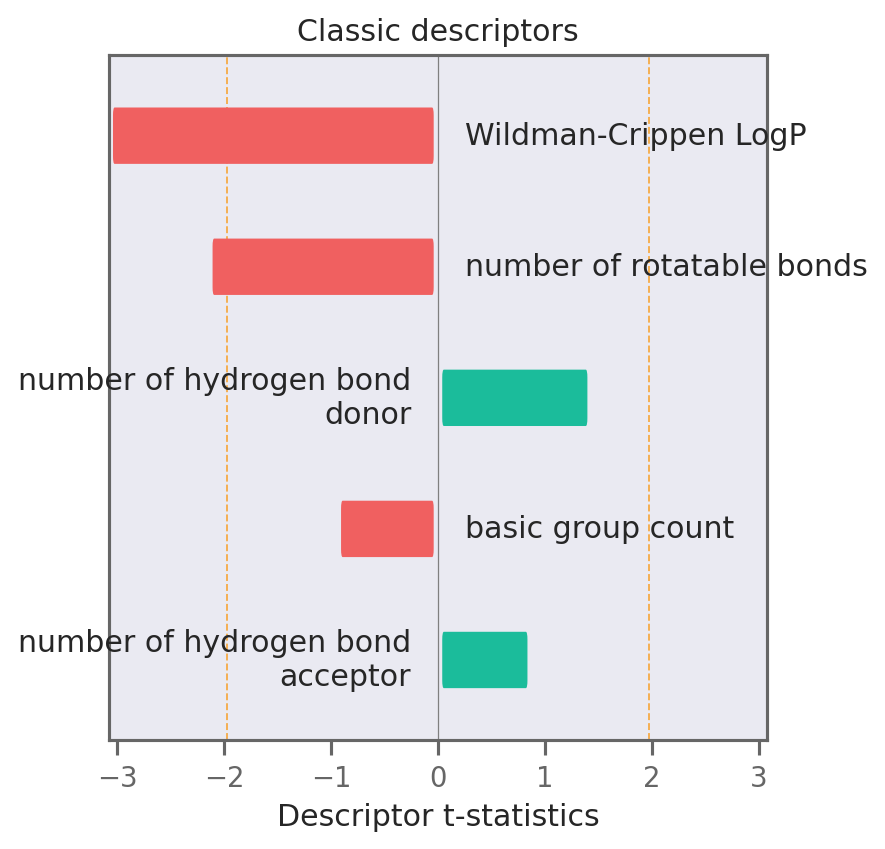 Classic descriptors
Wildman-Crippen LogP
number of rotatable bonds
number of hydrogen bond
donor
basic group count
number of hydrogen bond
acceptor
−3 −2 −1 0 1 2 3
Descriptor t-statistics